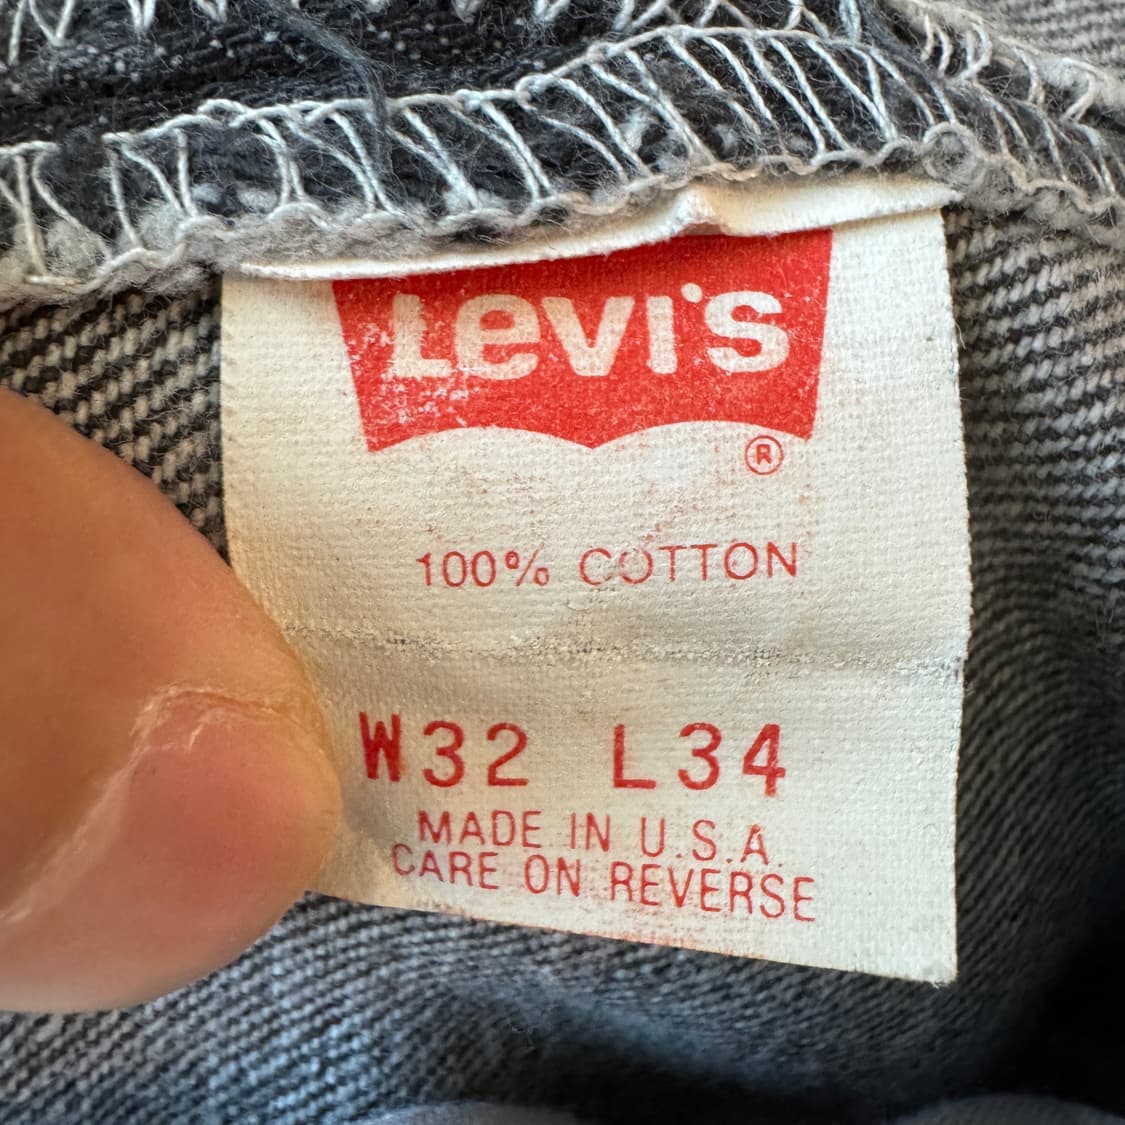 Levi's
®
100% COTTON
W32 L34
MADE IN U.S.A.
CARE ON REVERSE